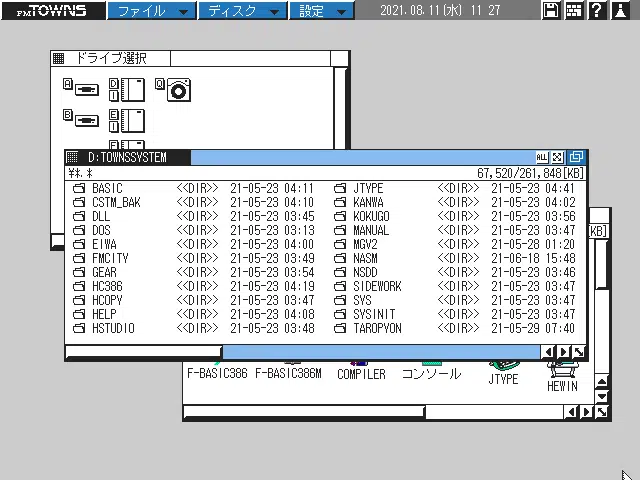 FMTOWNS ファイル ディスク 設定 2021.08.11(水) 11 27
ドライブ選択
A D Q
B E
F
D:TOWNSSYSTEM ALL
¥*.* 67,520/261,848[KB]
BASIC <<DIR>> 21-05-23 04:11 JTYPE <<DIR>> 21-05-23 04:41
CSTM_BAK <<DIR>> 21-05-23 04:10 KANWA <<DIR>> 21-05-23 04:02
DLL <<DIR>> 21-05-23 03:45 KOKUGO <<DIR>> 21-05-23 03:56
DOS <<DIR>> 21-05-23 03:13 MANUAL <<DIR>> 21-05-23 03:47
EIWA <<DIR>> 21-05-23 04:00 MGV2 <<DIR>> 21-05-28 01:20
FMCITY <<DIR>> 21-05-23 03:49 NASM <<DIR>> 21-06-18 15:48
GEAR <<DIR>> 21-05-23 03:54 NSDD <<DIR>> 21-05-23 03:46
HC386 <<DIR>> 21-05-23 04:19 SIDEWORK <<DIR>> 21-05-23 03:47
HCOPY <<DIR>> 21-05-23 03:47 SYS <<DIR>> 21-05-23 03:47
HELP <<DIR>> 21-05-23 04:08 SYSINIT <<DIR>> 21-05-23 03:47
HSTUDIO <<DIR>> 21-05-23 03:48 TAROPYON <<DIR>> 21-05-29 07:40
KB]
F-BASIC386 F-BASIC386M COMPILER コンソール JTYPE HEWIN